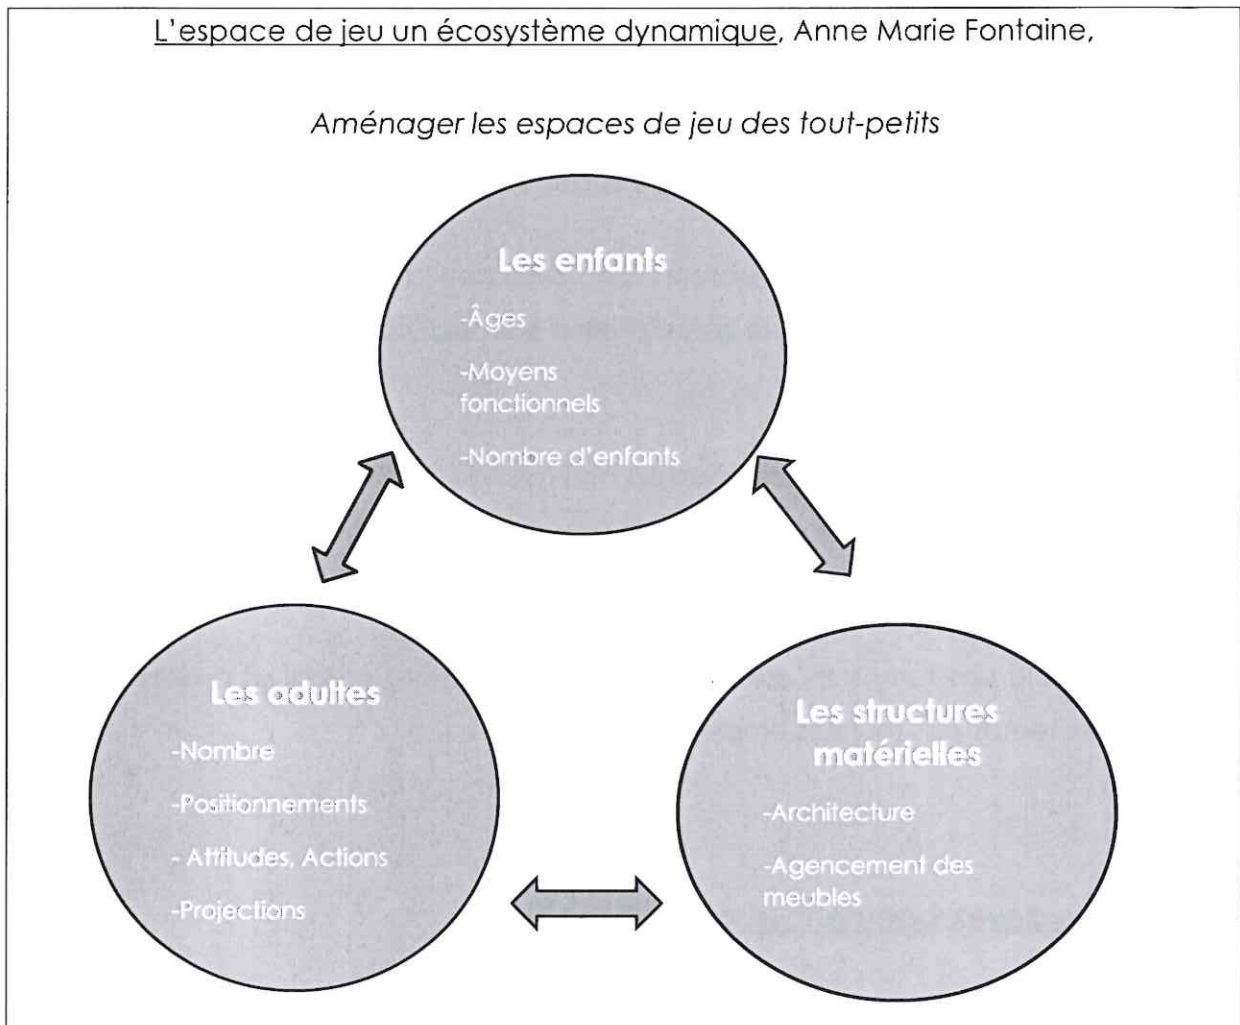 L'espace de jeu un écosystème dynamique, Anne Marie Fontaine,
Aménager les espaces de jeu des tout-petits
Les enfants
-Âges
-Moyens
fonctionnels
-Nombre d'enfants
Les adultes
-Nombre
-Positionnements
- Attitudes, Actions
-Projections
Les structures
matérielles
-Architecture
-Agencement des
meubles